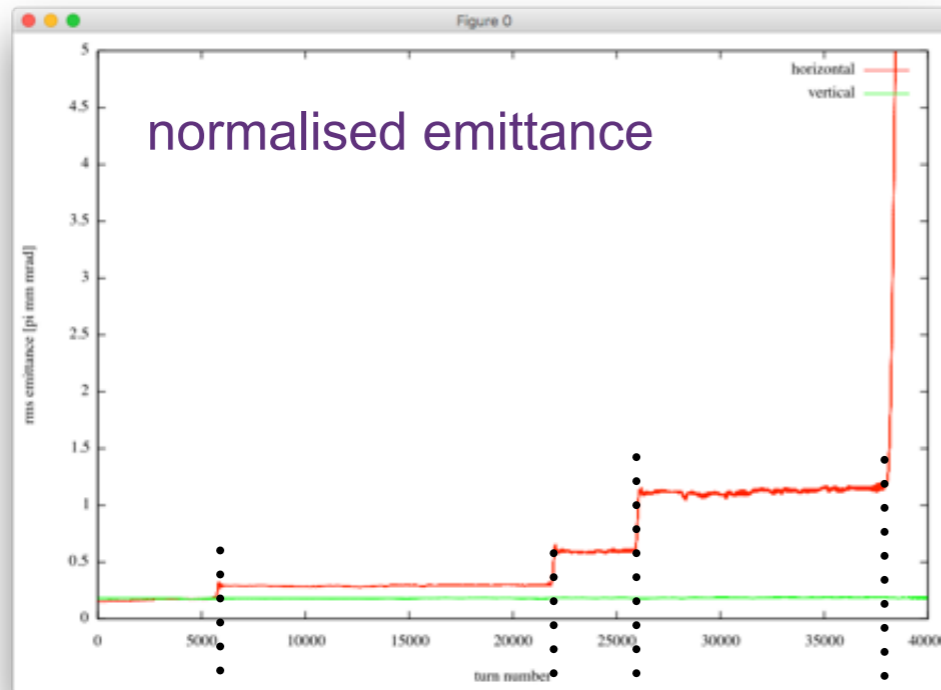 Figure 0
normalised emittance
horizontal
vertical
5
4.5
4
3.5
3
2.5
2
1.5
1
0.5
0
rms emittance [pi mm mrad]
0 5000 10000 15000 20000 25000 30000 35000 40000
turn number